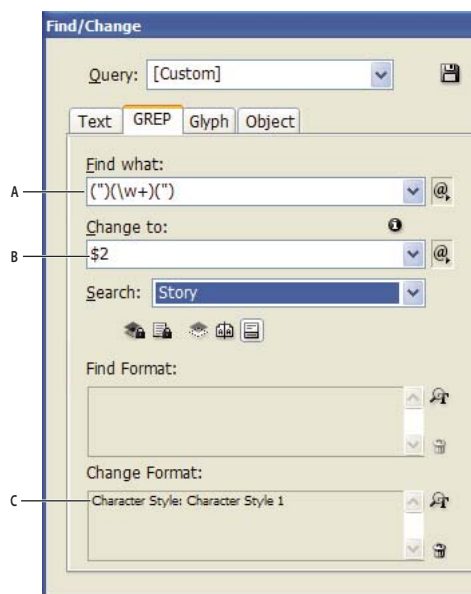 Find/Change
Query: [Custom]
Text GREP Glyph Object
Find what:
A (")(\w+)(") @
Change to:
B $2 @
Search: Story
Find Format:
Change Format:
C Character Style: Character Style 1